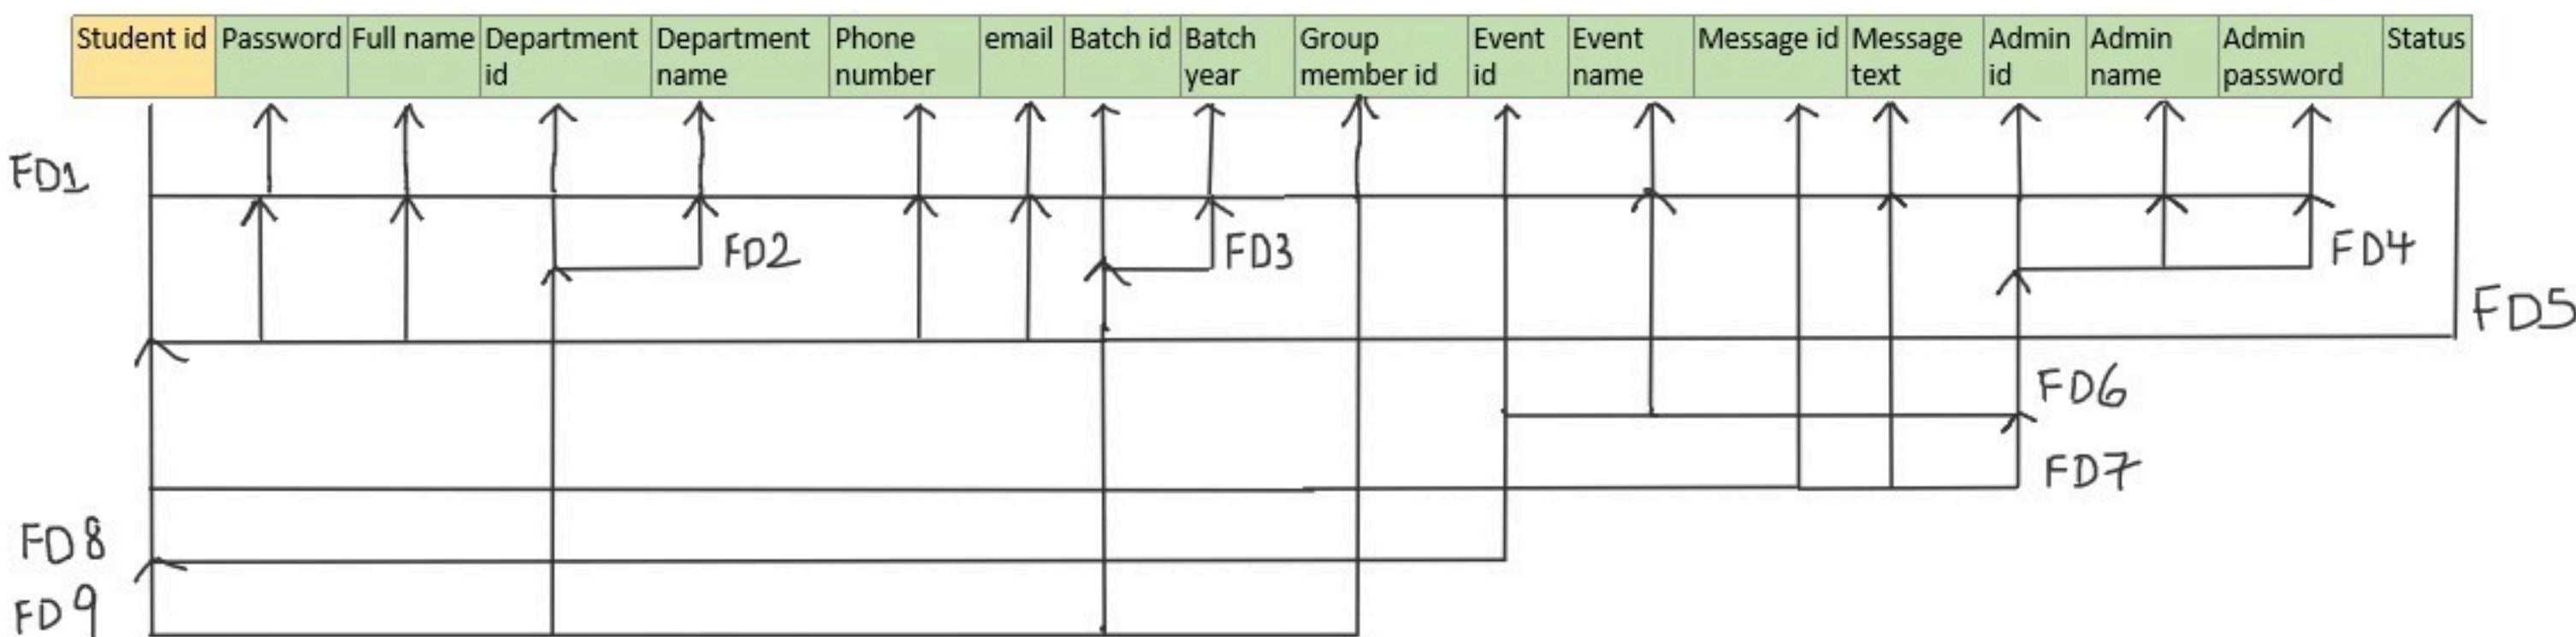 Student id Password Full name Department id Department name Phone number email Batch id Batch year Group member id Event id Event name Message id Message text Admin id Admin name Admin password Status
FD1
FD2 FD3 FD4
FD5
FD6
FD7
FD8
FD9